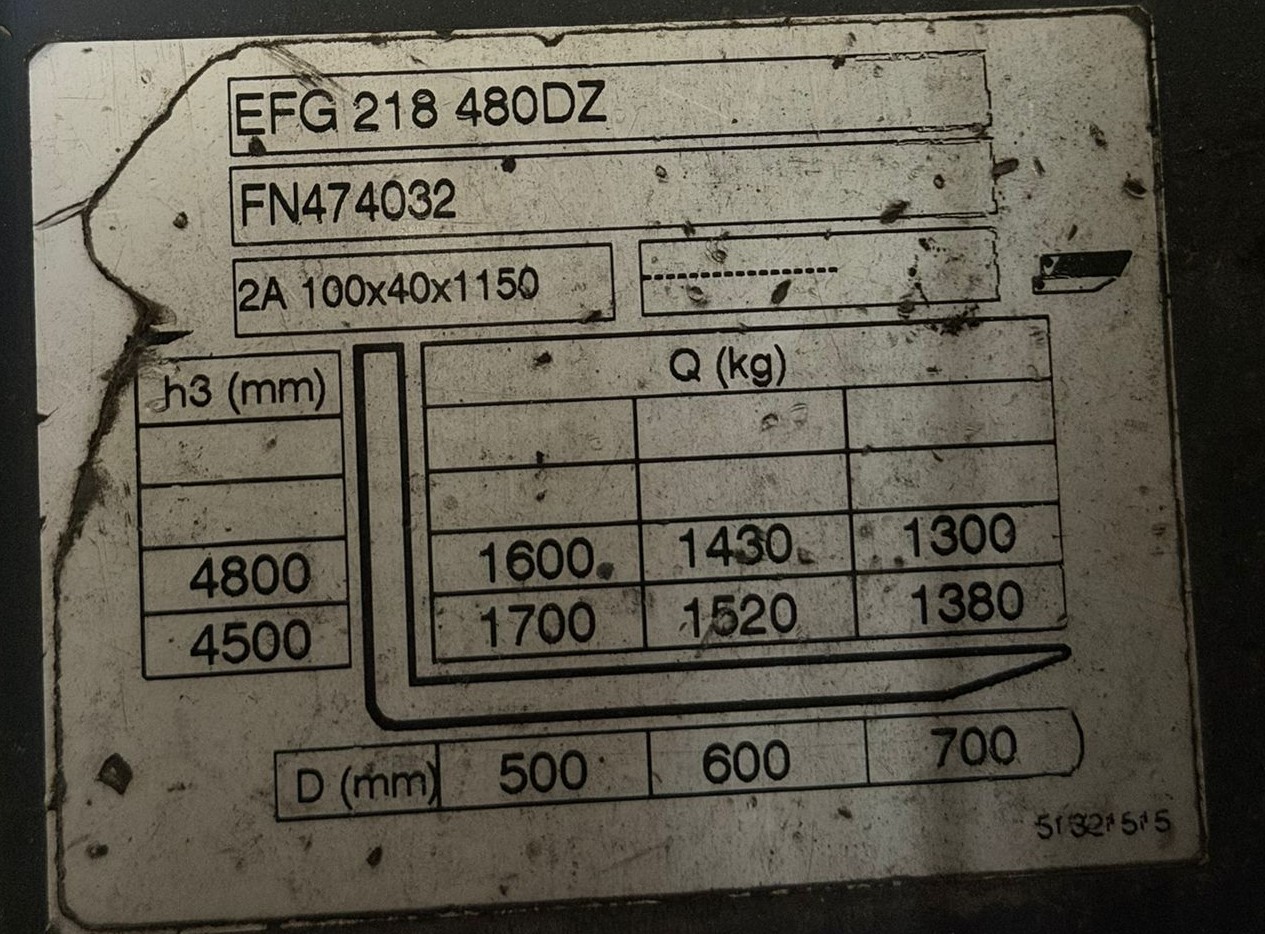 EFG 218 480DZ
FN474032
2A 100x40x1150
h3 (mm) Q (kg)
4800 1600 1430 1300
4500 1700 1520 1380
D (mm) 500 600 700